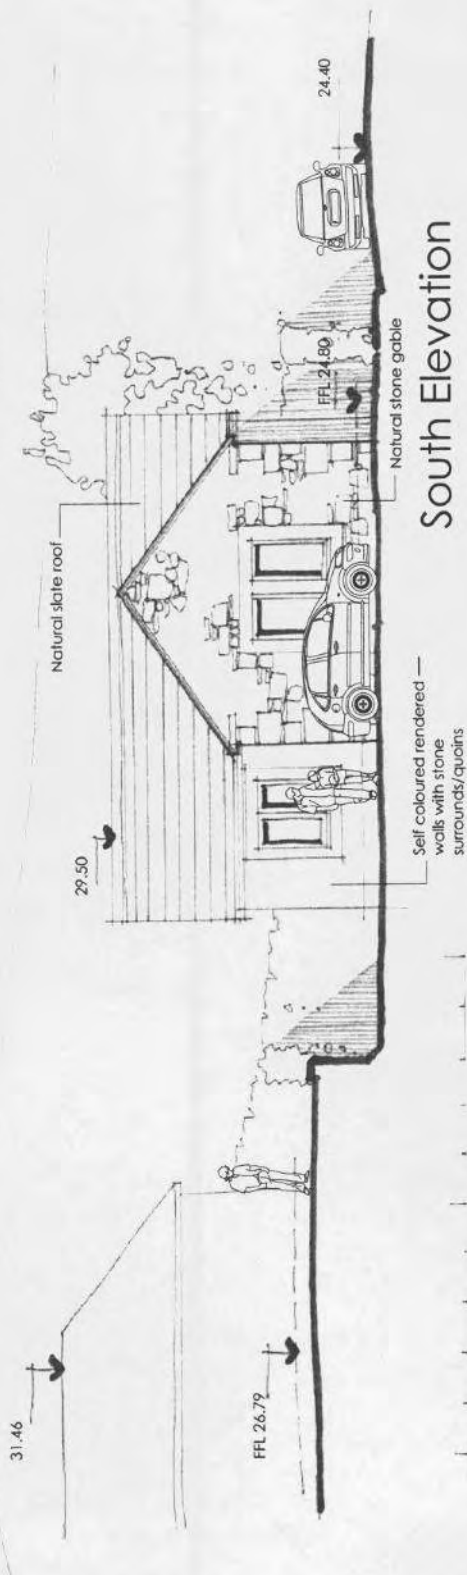 31.46
FFL 26.79
29.50
Natural slate roof
Self coloured rendered
walls with stone
surrounds/quoins
FFL 24.80
Natural stone gable
24.40
South Elevation